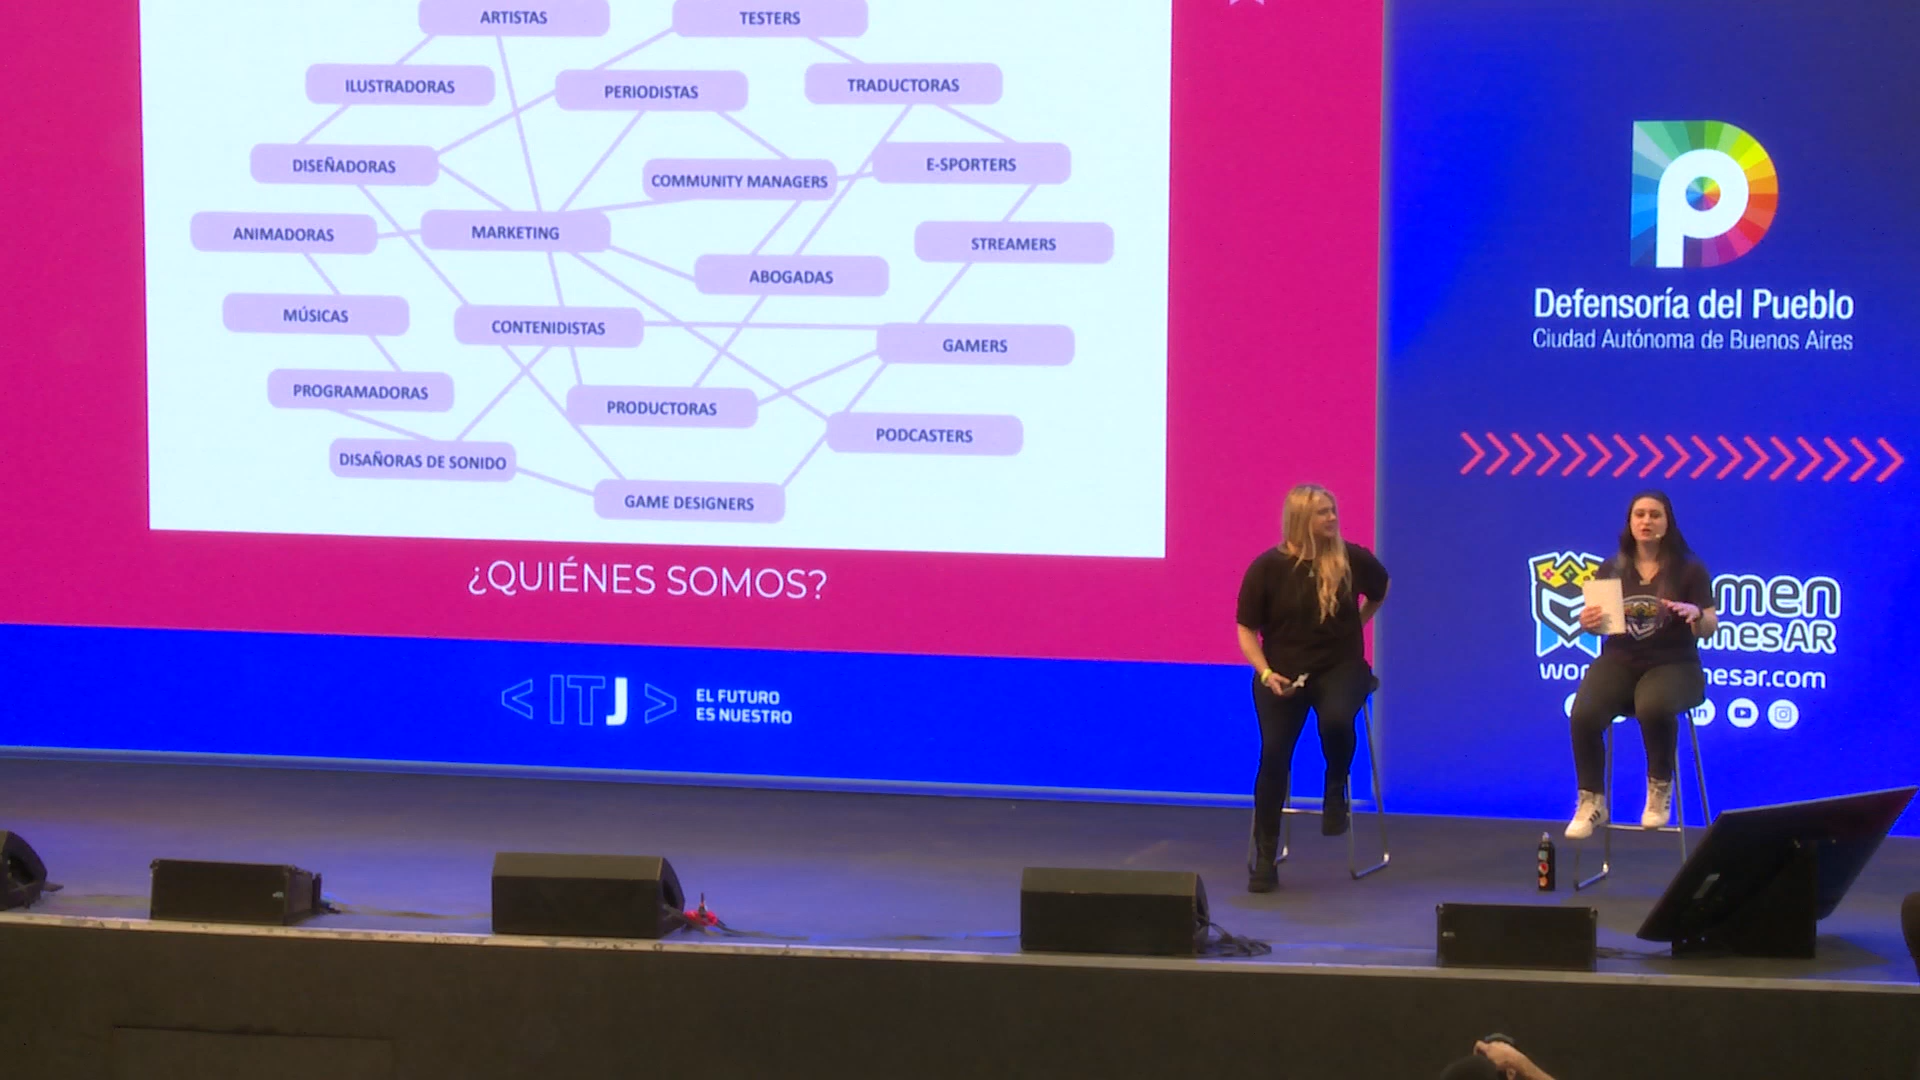 ARTISTAS
TESTERS
ILUSTRADORAS
PERIODISTAS
TRADUCTORAS
DISEÑADORAS
COMMUNITY MANAGERS
E-SPORTERS
ANIMADORAS
MARKETING
STREAMERS
ABOGADAS
MÚSICAS
CONTENIDISTAS
GAMERS
PROGRAMADORAS
PRODUCTORAS
PODCASTERS
DISAÑORAS DE SONIDO
GAME DESIGNERS
¿QUIÉNES SOMOS?
<ITJ>
EL FUTURO
ES NUESTRO
Defensoría del Pueblo
Ciudad Autónoma de Buenos Aires